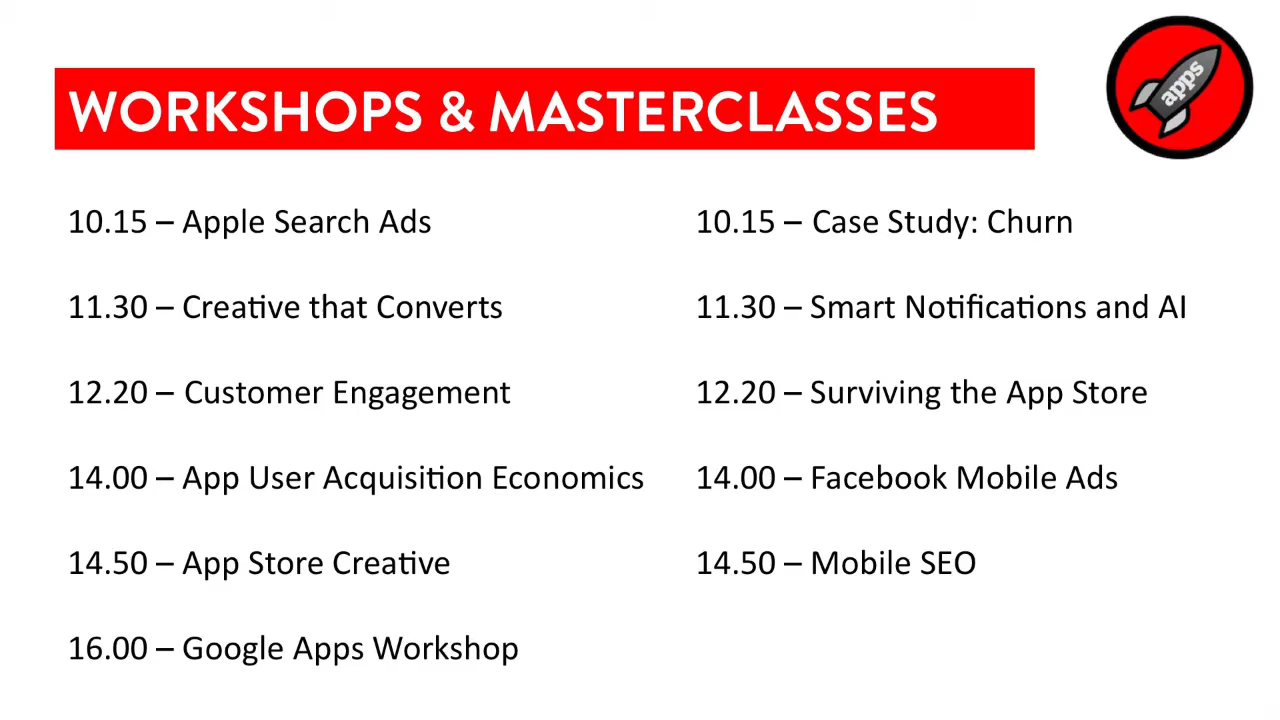 WORKSHOPS & MASTERCLASSES
apps
10.15 – Apple Search Ads
11.30 – Creative that Converts
12.20 – Customer Engagement
14.00 – App User Acquisition Economics
14.50 – App Store Creative
16.00 – Google Apps Workshop
10.15 – Case Study: Churn
11.30 – Smart Notifications and AI
12.20 – Surviving the App Store
14.00 – Facebook Mobile Ads
14.50 – Mobile SEO